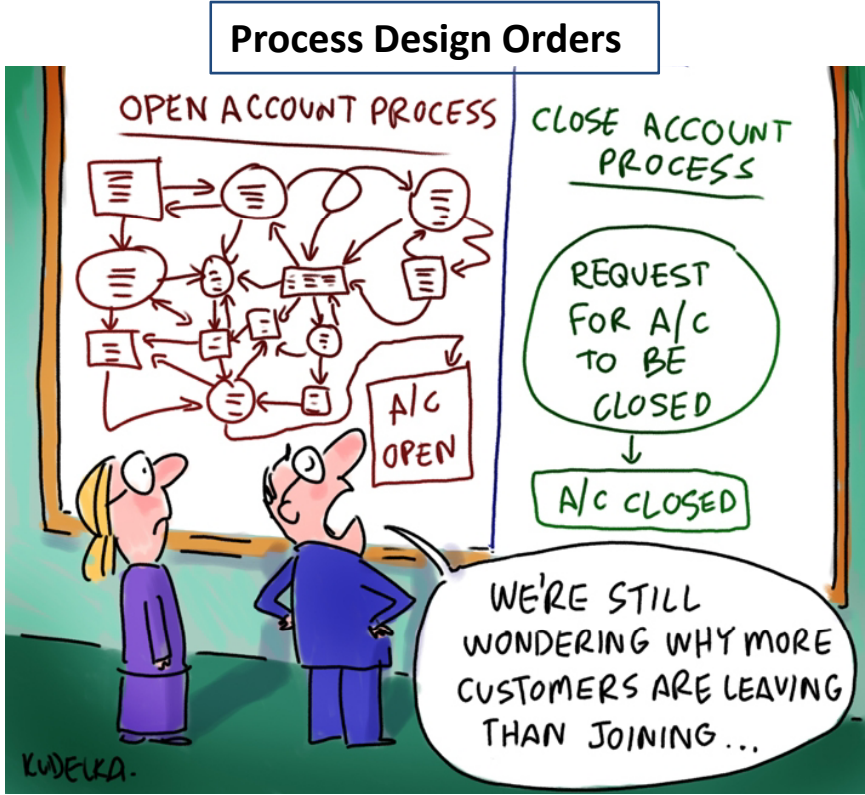 Process Design Orders
OPEN ACCOUNT PROCESS
A/C
OPEN
CLOSE ACCOUNT
PROCESS
REQUEST
FOR A/C
TO BE
CLOSED
A/C CLOSED
WE'RE STILL
WONDERING WHY MORE
CUSTOMERS ARE LEAVING
THAN JOINING...
KUDELKA.